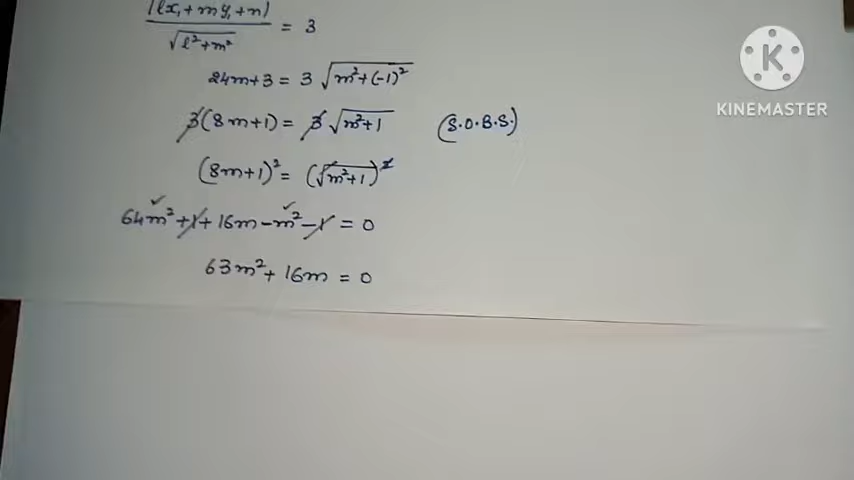 |lx₁+my₁+n| / √l²+m² = 3
24m+3 = 3 √m²+(-1)²
3(8m+1) = 3 √m²+1 (S.O.B.S.)
(8m+1)² = (√m²+1)²
64m²+1+16m-m²-1 = 0
63m²+16m = 0
K
KINEMASTER